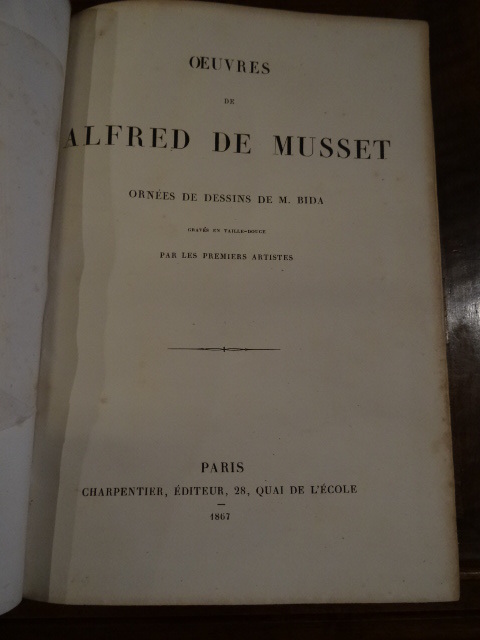 ŒUVRES
DE
ALFRED DE MUSSET
ORNÉES DE DESSINS DE M. BIDA
GRAVÉS EN TAILLE-DOUCE
PAR LES PREMIERS ARTISTES
PARIS
CHARPENTIER, ÉDITEUR, 28, QUAI DE L'ÉCOLE
1867